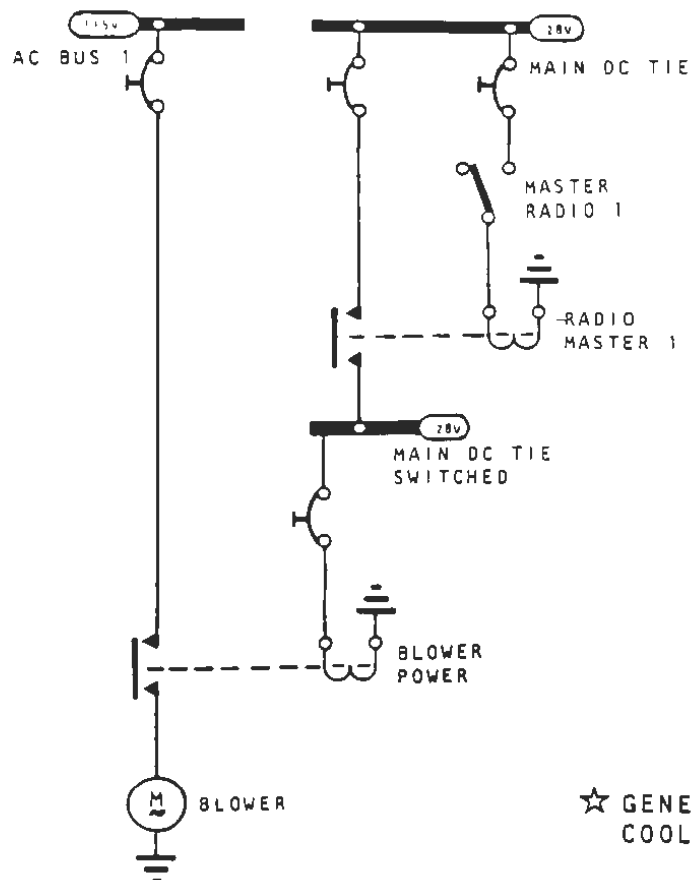 115V
28V
AC BUS 1
MAIN DC TIE
MASTER
RADIO 1
RADIO
MASTER 1
28V
MAIN DC TIE
SWITCHED
BLOWER
POWER
M
BLOWER
☆ GENE
COOL